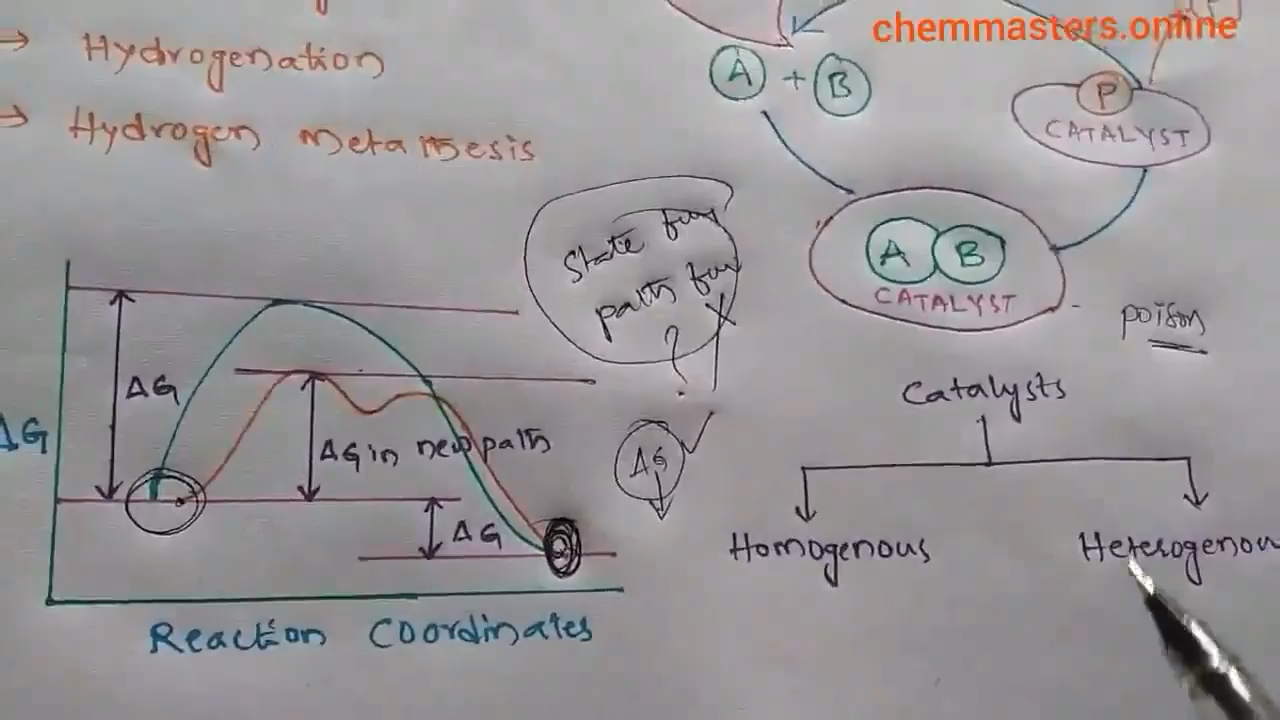 chemmasters.online
→ Hydrogenation
→ Hydrogen metathesis
A + B
P
CATALYST
A B
CATALYST
poison
State fun
path fun
?
ΔG
Catalysts
Homogenous
Heterogenou
ΔG
ΔG
ΔG in new path
ΔG
Reaction Coordinates